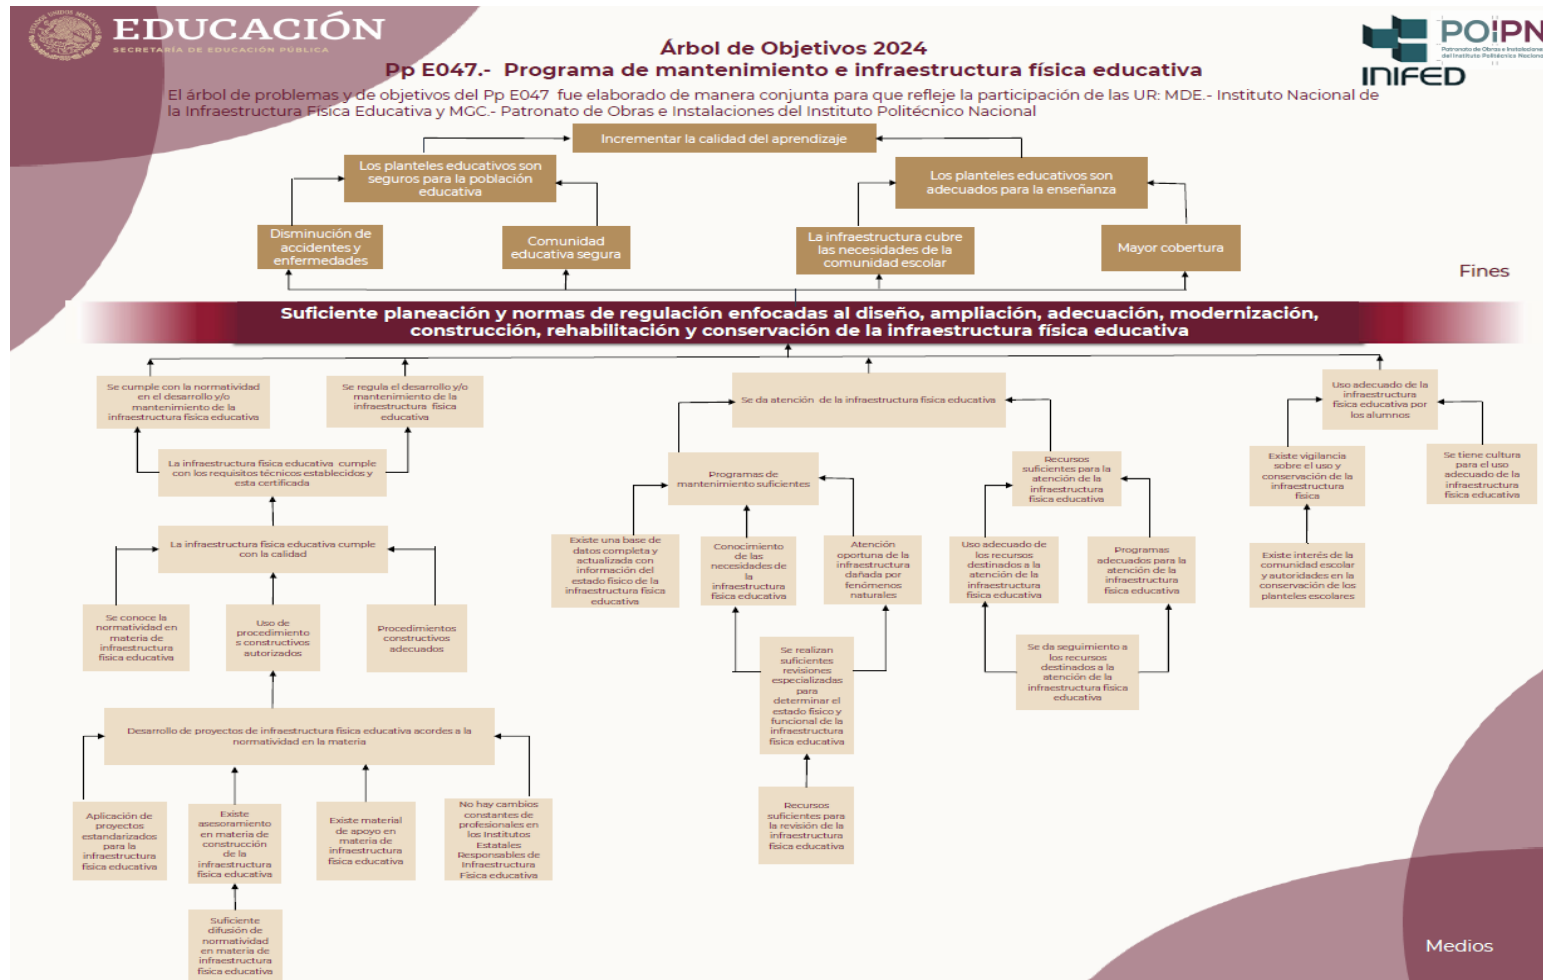 EDUCACIÓN
SECRETARÍA DE EDUCACIÓN PÚBLICA
Árbol de Objetivos 2024
Pp E047.- Programa de mantenimiento e infraestructura física educativa
INIFED
POiPN
Patronato de Obras e Instalaciones
del Instituto Politécnico Nacional
El árbol de problemas y de objetivos del Pp E047 fue elaborado de manera conjunta para que refleje la participación de las UR: MDE.- Instituto Nacional de
la Infraestructura Física Educativa y MGC.- Patronato de Obras e Instalaciones del Instituto Politécnico Nacional
Incrementar la calidad del aprendizaje
Los planteles educativos son
seguros para la población
educativa
Los planteles educativos son
adecuados para la enseñanza
Disminución de
accidentes y
enfermedades
Comunidad
educativa segura
La infraestructura cubre
las necesidades de la
comunidad escolar
Mayor cobertura
Fines
Suficiente planeación y normas de regulación enfocadas al diseño, ampliación, adecuación, modernización,
construcción, rehabilitación y conservación de la infraestructura física educativa
Se cumple con la normatividad
en el desarrollo y/o
mantenimiento de la
infraestructura física educativa
Se regula el desarrollo y/o
mantenimiento de la
infraestructura física
educativa
Se da atención de la infraestructura física educativa
Uso adecuado de la
infraestructura
física educativa por
los alumnos
La infraestructura física educativa cumple
con los requisitos técnicos establecidos y
esta certificada
Programas de
mantenimiento suficientes
Recursos
suficientes para la
atención de la
infraestructura
física educativa
Existe vigilancia
sobre el uso y
conservación de la
infraestructura
física
Se tiene cultura
para el uso
adecuado de la
infraestructura
física educativa
La infraestructura física educativa cumple
con la calidad
Existe una base de
datos completa y
actualizada con
información del
estado físico de la
infraestructura física
educativa
Conocimiento
de las
necesidades de
la
infraestructura
física educativa
Atención
oportuna de la
infraestructura
dañada por
fenómenos
naturales
Uso adecuado de
los recursos
destinados a la
atención de la
infraestructura
física educativa
Programas
adecuados para la
atención de la
infraestructura
física educativa
Existe interés de la
comunidad escolar
y autoridades en la
conservación de los
planteles escolares
Se conoce la
normatividad en
materia de
infraestructura
física educativa
Uso de
procedimiento
s constructivos
autorizados
Procedimientos
constructivos
adecuados
Se realizan
suficientes
revisiones
especializadas
para
determinar el
estado físico y
funcional de la
infraestructura
física educativa
Se da seguimiento a
los recursos
destinados a la
atención de la
infraestructura física
educativa
Desarrollo de proyectos de infraestructura física educativa acordes a la
normatividad en la materia
Aplicación de
proyectos
estandarizados
para la
infraestructura
física educativa
Existe
asesoramiento
en materia de
construcción
de la
infraestructura
física educativa
Existe material
de apoyo en
materia de
infraestructura
física educativa
No hay cambios
constantes de
profesionales en
los Institutos
Estatales
Responsables de
Infraestructura
Física educativa
Recursos
suficientes para
la revisión de la
infraestructura
física educativa
Suficiente
difusión de
normatividad
en materia de
infraestructura
física educativa
Medios